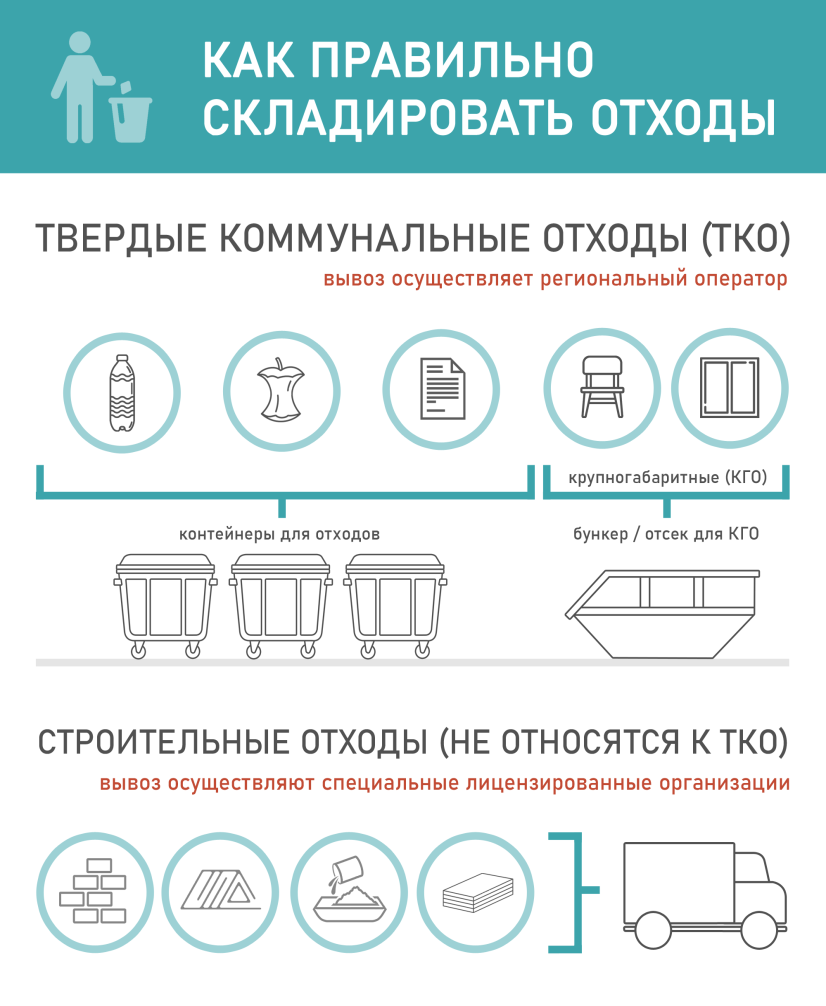 КАК ПРАВИЛЬНО
СКЛАДИРОВАТЬ ОТХОДЫ
ТВЕРДЫЕ КОММУНАЛЬНЫЕ ОТХОДЫ (ТКО)
вывоз осуществляет региональный оператор
крупногабаритные (КГО)
контейнеры для отходов
бункер / отсек для КГО
СТРОИТЕЛЬНЫЕ ОТХОДЫ (НЕ ОТНОСЯТСЯ К ТКО)
вывоз осуществляют специальные лицензированные организации